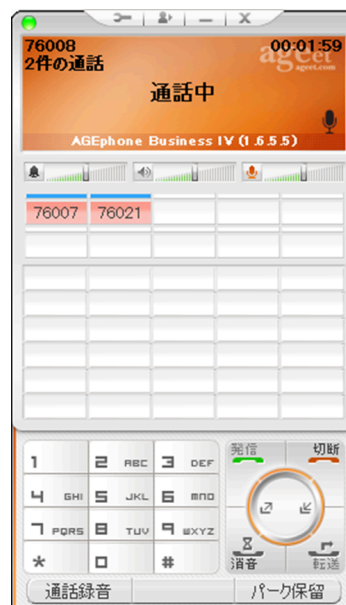 76008 00:01:59
2件の通話
ageet
ageet.com
通話中
AGEphone Business IV (1.6.5.5)
76007 76021
発信 切断
1 2 ABC 3 DEF
4 GHI 5 JKL 6 MNO
7 PQRS 8 TUV 9 WXYZ
* 0 #
消音 転送
通話録音 パーク保留